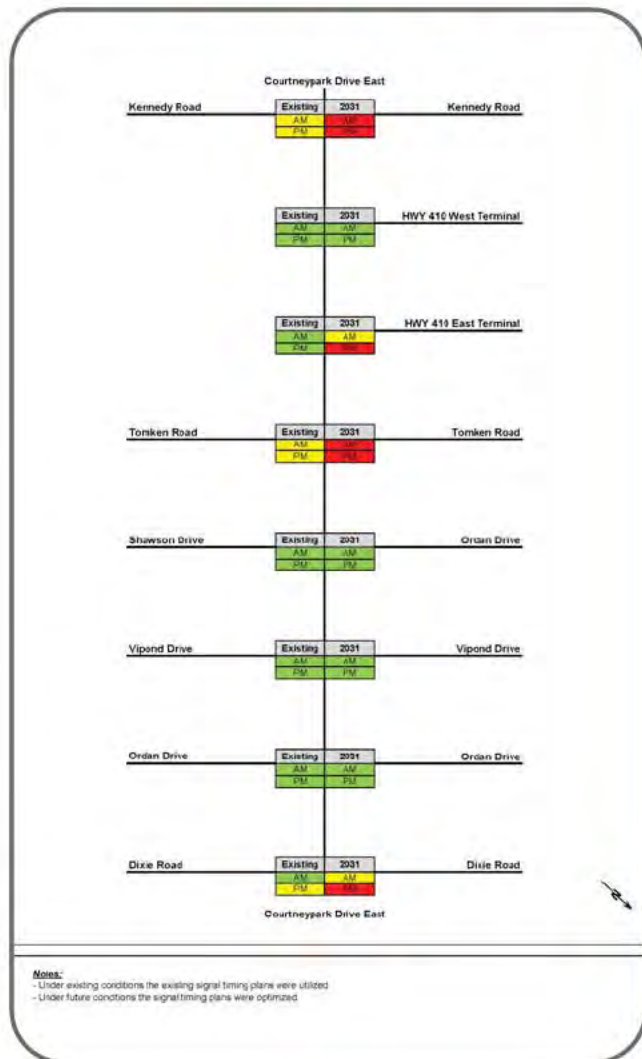 Courtneypark Drive East
Kennedy Road Existing 2031 Kennedy Road
AM AM
PM PM
Existing 2031 HWY 410 West Terminal
AM AM
PM PM
Existing 2031 HWY 410 East Terminal
AM AM
PM PM
Tomken Road Existing 2031 Tomken Road
AM AM
PM PM
Shawson Drive Existing 2031 Ordan Drive
AM AM
PM PM
Vipond Drive Existing 2031 Vipond Drive
AM AM
PM PM
Ordan Drive Existing 2031 Ordan Drive
AM AM
PM PM
Dixie Road Existing 2031 Dixie Road
AM AM
PM PM
Courtneypark Drive East
N
Notes:
- Under existing conditions the existing signal timing plans were utilized
- Under future conditions the signal timing plans were optimized